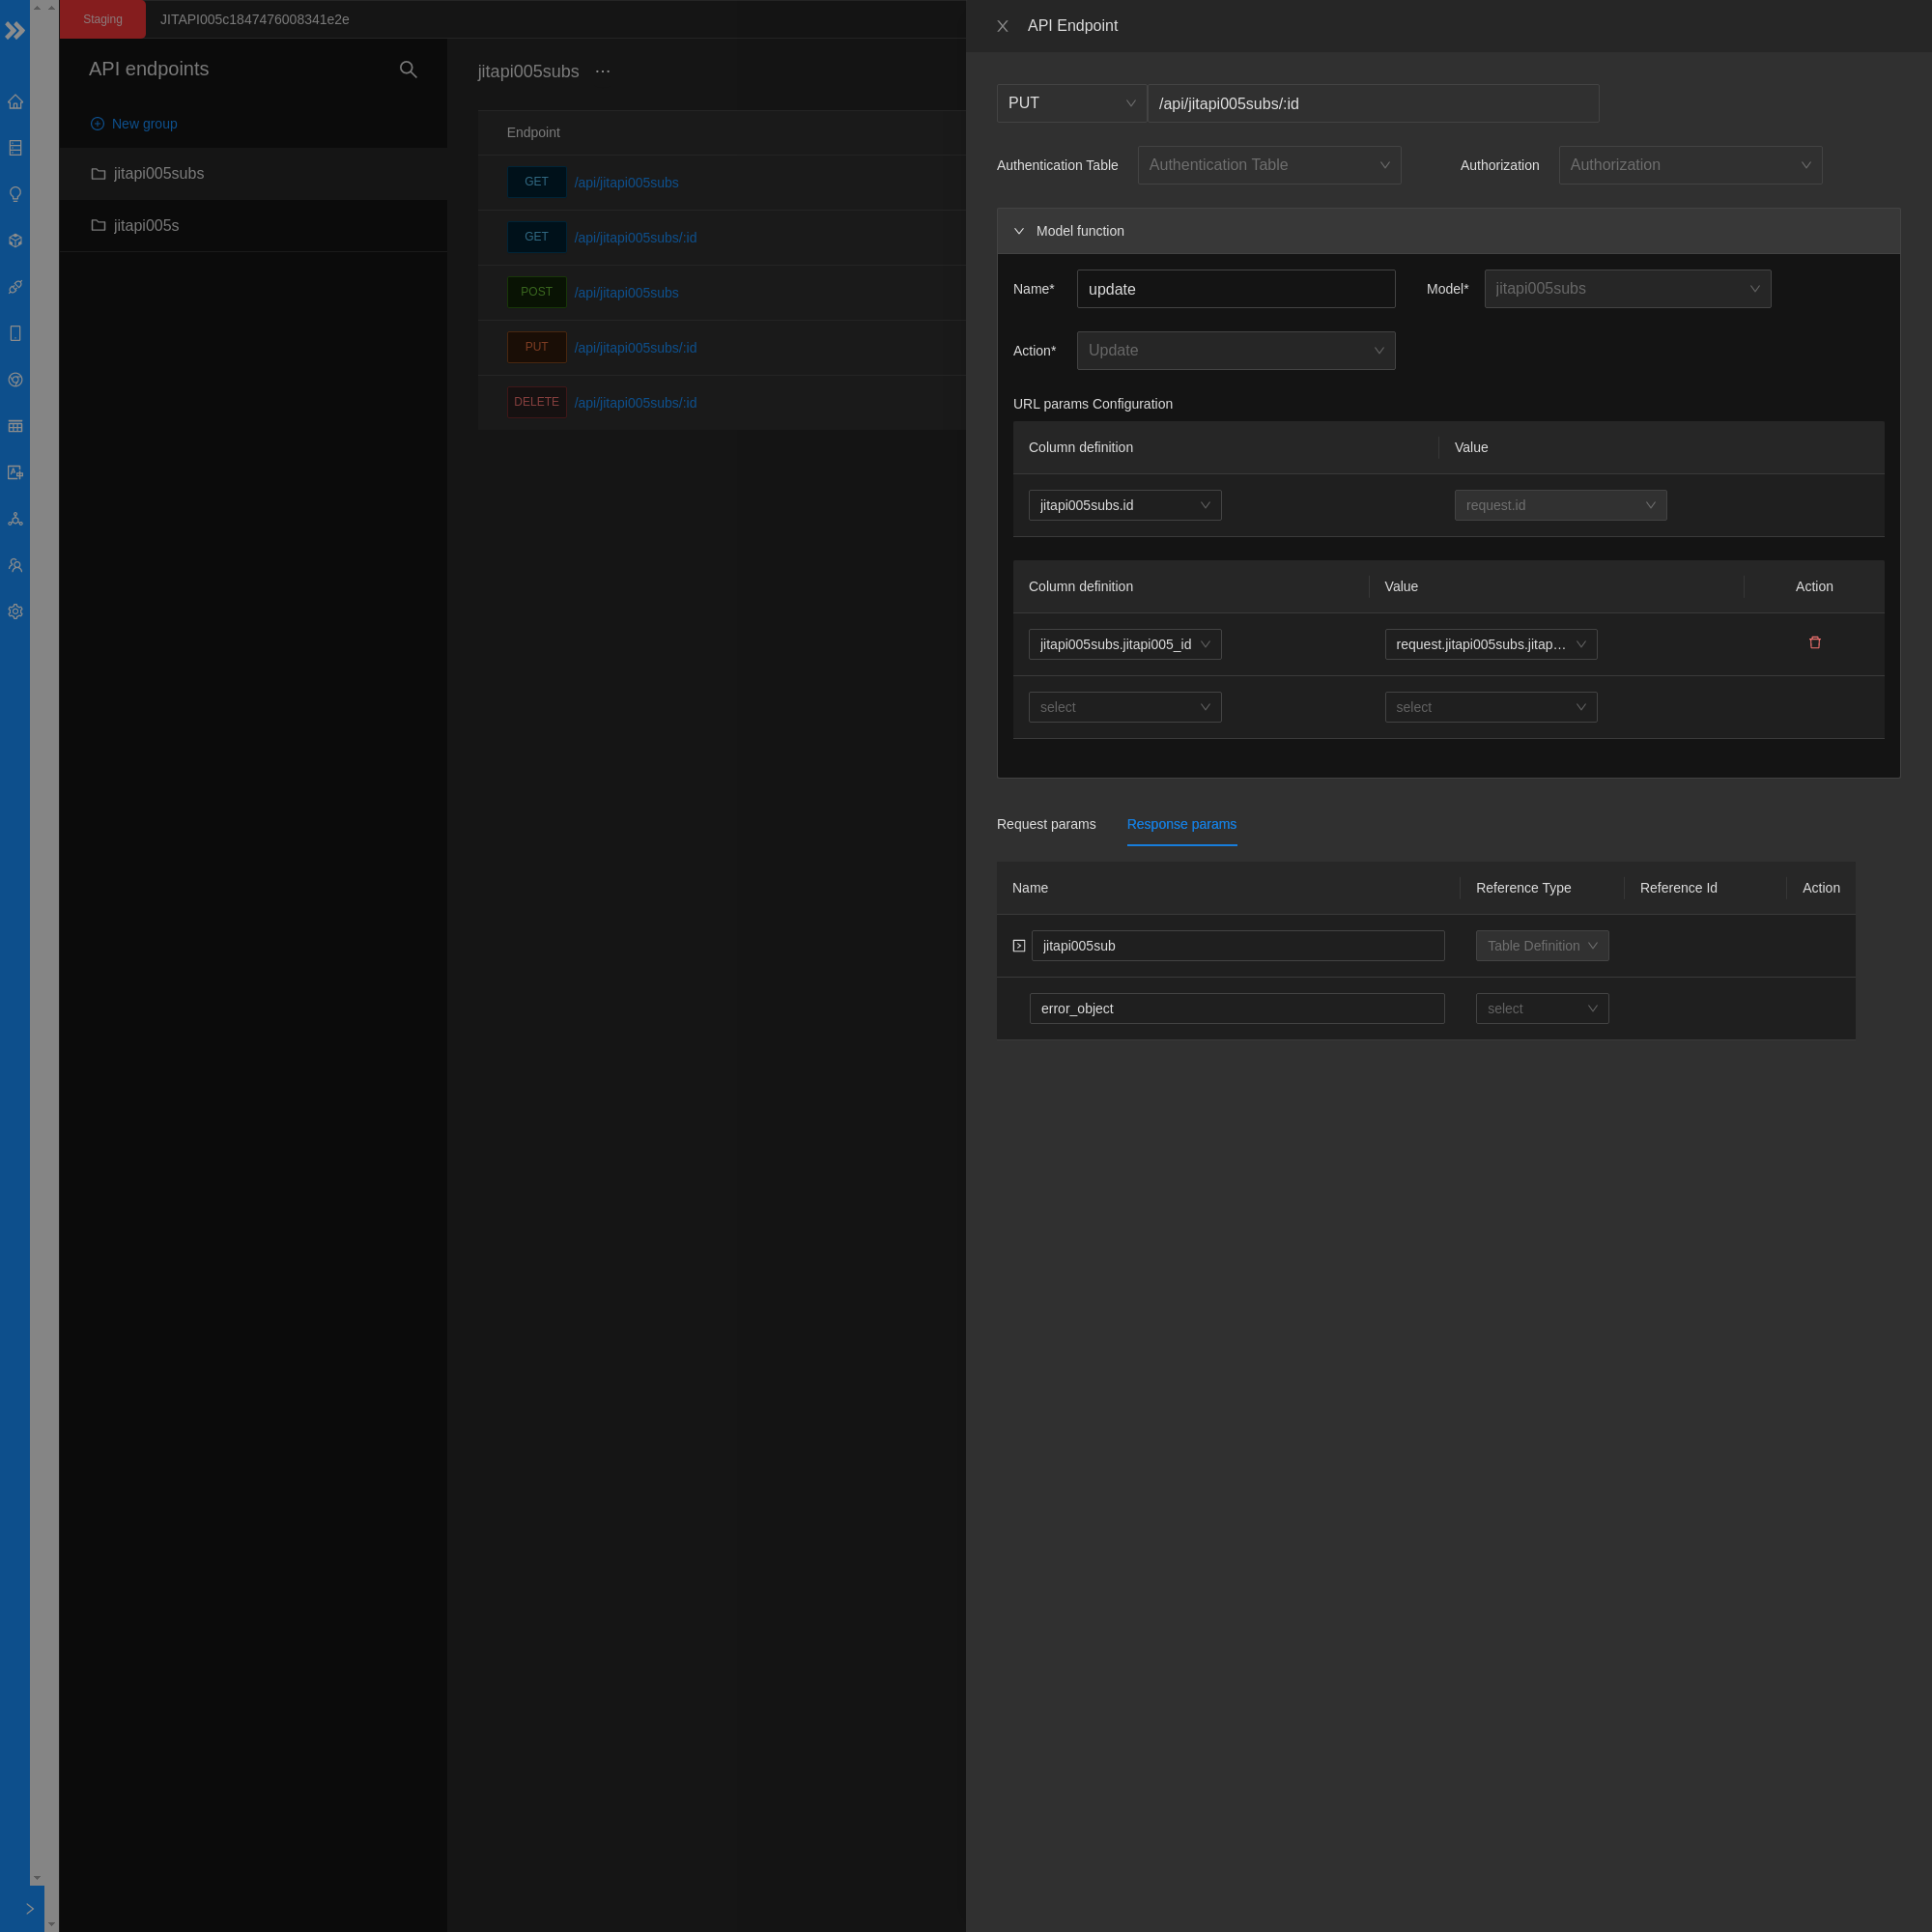 Staging
JITAPI005c1847476008341e2e
API endpoints
New group
jitapi005subs
jitapi005s
jitapi005subs ...
Endpoint
GET /api/jitapi005subs
GET /api/jitapi005subs/:id
POST /api/jitapi005subs
PUT /api/jitapi005subs/:id
DELETE /api/jitapi005subs/:id
API Endpoint
PUT /api/jitapi005subs/:id
Authentication Table Authentication Table Authorization Authorization
Model function
Name* update Model* jitapi005subs
Action* Update
URL params Configuration
Column definition Value
jitapi005subs.id request.id
Column definition Value Action
jitapi005subs.jitapi005_id request.jitapi005subs.jitap...
select select
Request params Response params
Name Reference Type Reference Id Action
jitapi005sub Table Definition
error_object select